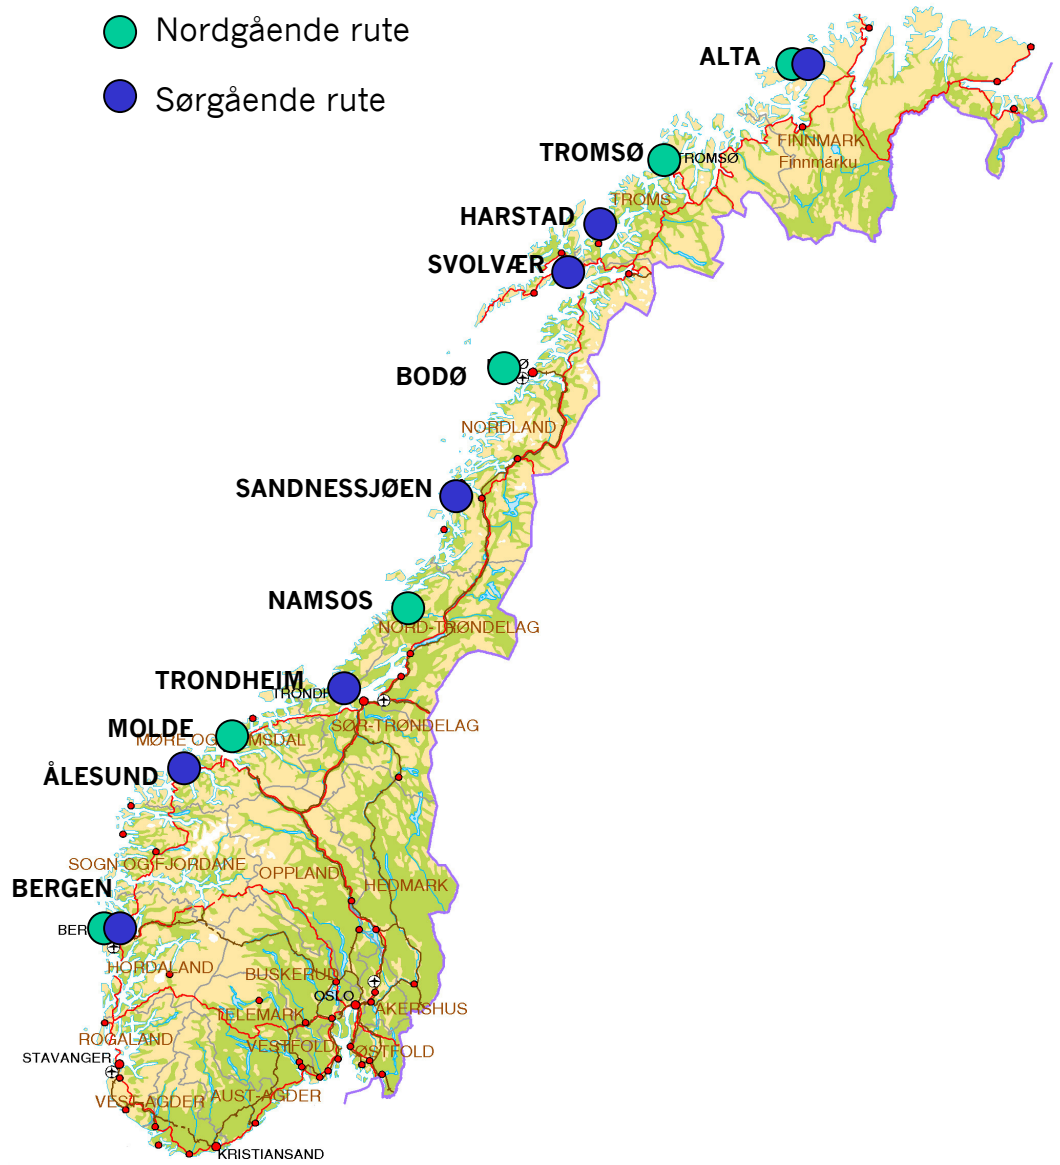 Nordgående rute
Sørgående rute
ALTA
FINNMARK
Finnmárku
TROMSØ
TROMSØ
TROMS
HARSTAD
SVOLVÆR
BODØ
NORDLAND
SANDNESSJØEN
NAMSOS
NORD-TRØNDELAG
TRONDHEIM
SØR-TRØNDELAG
MOLDE
ÅLESUND
SOGN OG FJORDANE
OPPLAND
HEDMARK
BERGEN
BER
HORDALAND
BUSKERUD
OSLO
AKERSHUS
TELEMARK
ROGALAND
VESTFOLD
ØSTFOLD
STAVANGER
VEST-AGDER
AUST-AGDER
KRISTIANSAND